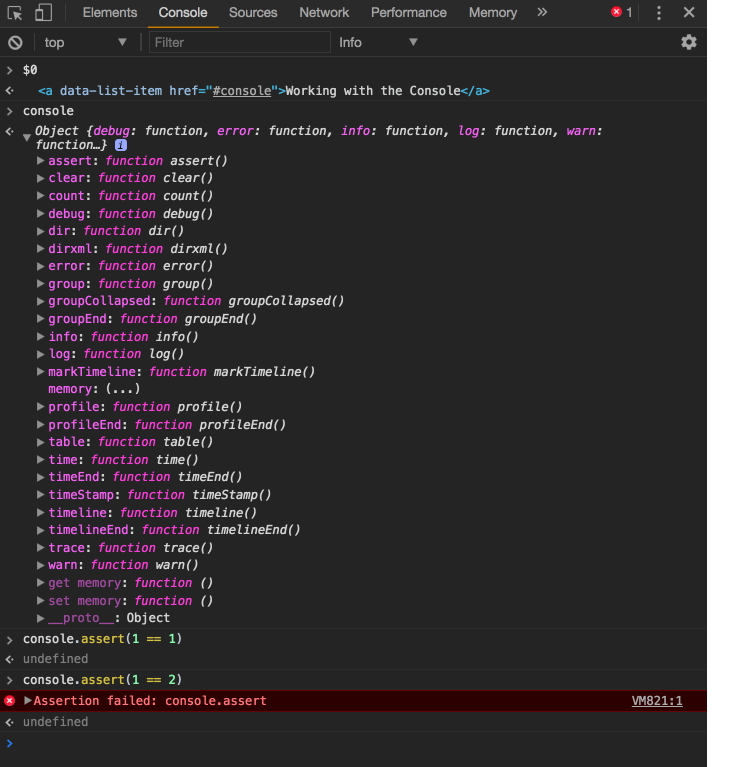 Elements Console Sources Network Performance Memory » 1
top Filter Info
> $0
<a data-list-item href="#console">Working with the Console</a>
> console
Object {debug: function, error: function, info: function, log: function, warn:
function…} i
assert: function assert()
clear: function clear()
count: function count()
debug: function debug()
dir: function dir()
dirxml: function dirxml()
error: function error()
group: function group()
groupCollapsed: function groupCollapsed()
groupEnd: function groupEnd()
info: function info()
log: function log()
markTimeline: function markTimeline()
memory: (...)
profile: function profile()
profileEnd: function profileEnd()
table: function table()
time: function time()
timeEnd: function timeEnd()
timeStamp: function timeStamp()
timeline: function timeline()
timelineEnd: function timelineEnd()
trace: function trace()
warn: function warn()
get memory: function ()
set memory: function ()
__proto__: Object
> console.assert(1 == 1)
undefined
> console.assert(1 == 2)
Assertion failed: console.assert VM821:1
undefined
>